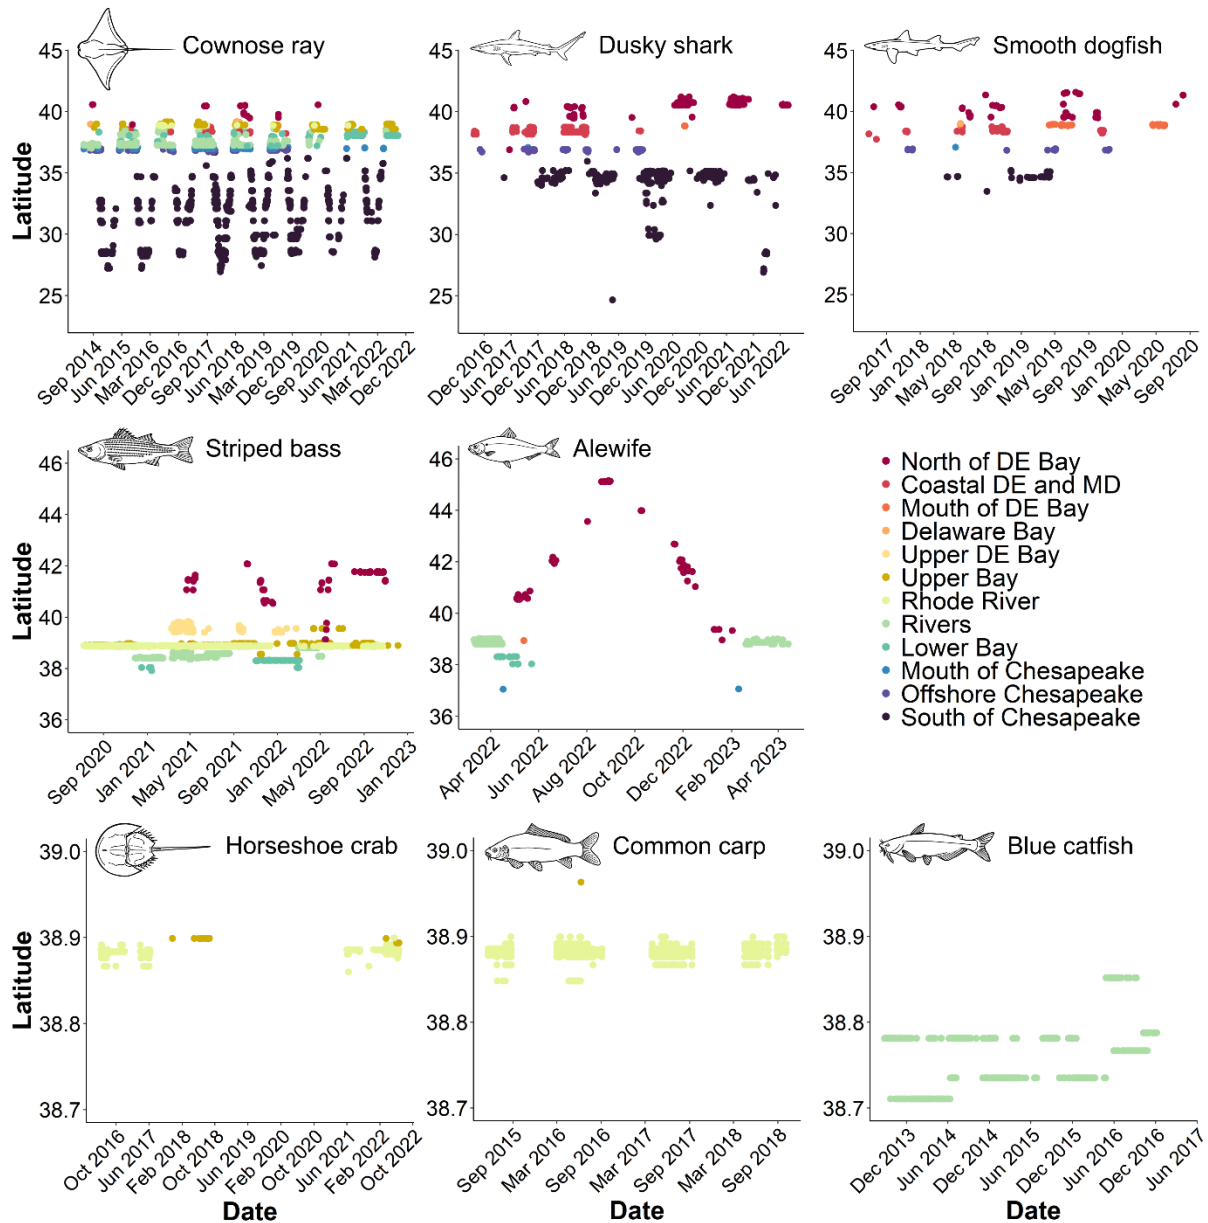 Cownose ray
Dusky shark
Smooth dogfish
Latitude
45
40
35
30
25
Sep 2014
Jun 2015
Mar 2016
Dec 2016
Sep 2017
Jun 2018
Mar 2019
Dec 2019
Sep 2020
Jun 2021
Mar 2022
Dec 2022
45
40
35
30
25
Dec 2016
Jun 2017
Dec 2017
Jun 2018
Dec 2018
Jun 2019
Dec 2019
Jun 2020
Dec 2020
Jun 2021
Dec 2021
Jun 2022
45
40
35
30
25
Sep 2017
Jan 2018
May 2018
Sep 2018
Jan 2019
May 2019
Sep 2019
Jan 2020
May 2020
Sep 2020
Striped bass
Alewife
Latitude
46
44
42
40
38
36
Sep 2020
Jan 2021
May 2021
Sep 2021
Jan 2022
May 2022
Sep 2022
Jan 2023
46
44
42
40
38
36
Apr 2022
Jun 2022
Aug 2022
Oct 2022
Dec 2022
Feb 2023
Apr 2023
North of DE Bay
Coastal DE and MD
Mouth of DE Bay
Delaware Bay
Upper DE Bay
Upper Bay
Rhode River
Rivers
Lower Bay
Mouth of Chesapeake
Offshore Chesapeake
South of Chesapeake
Horseshoe crab
Common carp
Blue catfish
Latitude
39.0
38.9
38.8
38.7
Oct 2016
Jun 2017
Feb 2018
Oct 2018
Jun 2019
Feb 2020
Oct 2020
Jun 2021
Feb 2022
Oct 2022
Date
39.0
38.9
38.8
38.7
Sep 2015
Mar 2016
Sep 2016
Mar 2017
Sep 2017
Mar 2018
Sep 2018
Date
39.0
38.9
38.8
38.7
Dec 2013
Jun 2014
Dec 2014
Jun 2015
Dec 2015
Jun 2016
Dec 2016
Jun 2017
Date